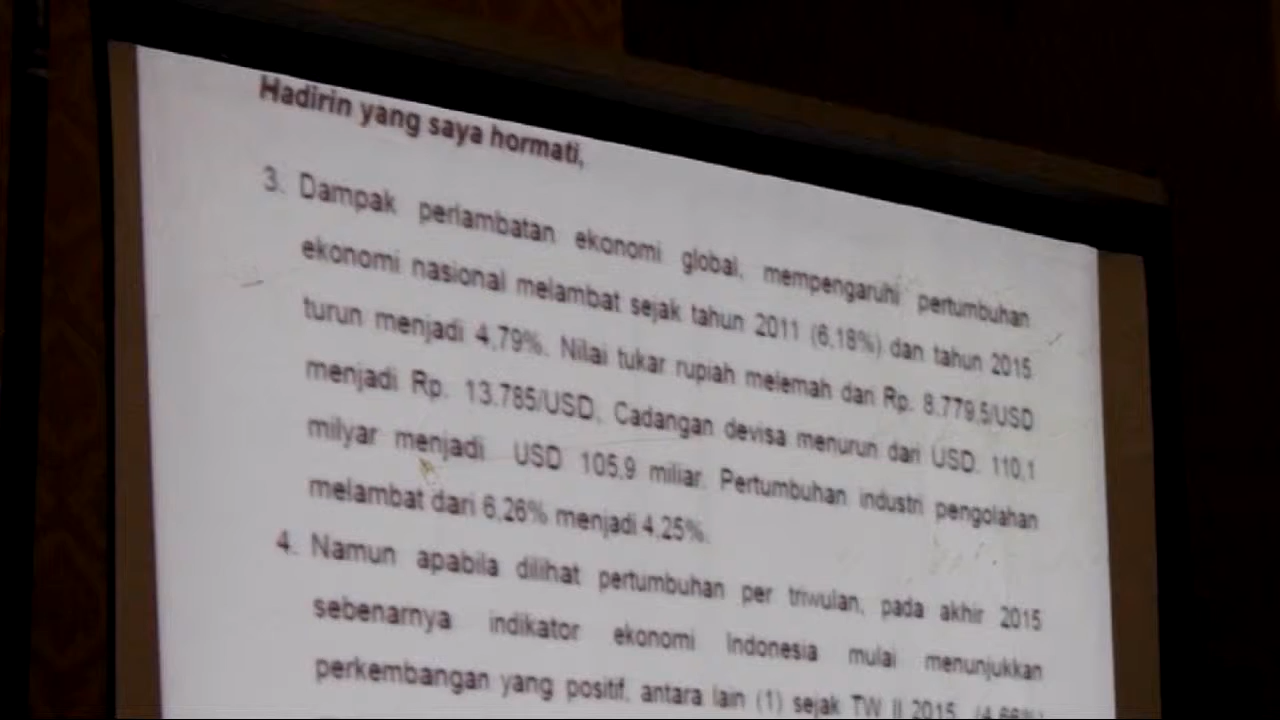 Hadirin yang saya hormati,
3. Dampak perlambatan ekonomi global, mempengaruhi pertumbuhan
ekonomi nasional melambat sejak tahun 2011 (6,18%) dan tahun 2015
turun menjadi 4,79%. Nilai tukar rupiah melemah dari Rp. 8.779,5/USD
menjadi Rp. 13.785/USD. Cadangan devisa menurun dari USD. 110,1
milyar menjadi USD 105,9 miliar. Pertumbuhan industri pengolahan
melambat dari 6,26% menjadi 4,25%.
4. Namun apabila dilihat pertumbuhan per triwulan, pada akhir 2015
sebenarnya indikator ekonomi Indonesia mulai menunjukkan
perkembangan yang positif, antara lain (1) sejak TW II 2015 (4,66%)